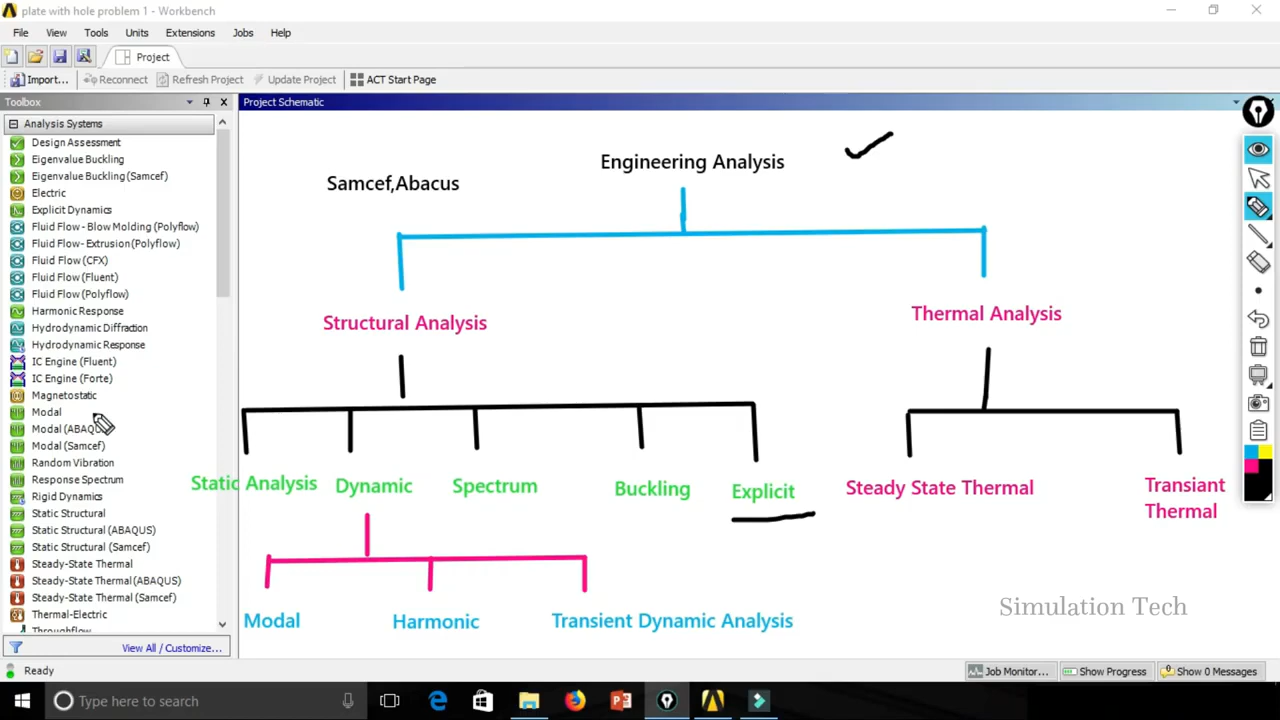 plate with hole problem 1 - Workbench
File View Tools Units Extensions Jobs Help
Project
Import... Reconnect Refresh Project Update Project ACT Start Page
Toolbox
Analysis Systems
Design Assessment
Eigenvalue Buckling
Eigenvalue Buckling (Samcef)
Electric
Explicit Dynamics
Fluid Flow - Blow Molding (Polyflow)
Fluid Flow- Extrusion (Polyflow)
Fluid Flow (CFX)
Fluid Flow (Fluent)
Fluid Flow (Polyflow)
Harmonic Response
Hydrodynamic Diffraction
Hydrodynamic Response
IC Engine (Fluent)
IC Engine (Forte)
Magnetostatic
Modal
Modal (ABAQU
Modal (Samcef)
Random Vibration
Response Spectrum
Rigid Dynamics
Static Structural
Static Structural (ABAQUS)
Static Structural (Samcef)
Steady-State Thermal
Steady-State Thermal (ABAQUS)
Steady-State Thermal (Samcef)
Thermal-Electric
Throughflow
View All / Customize...
Project Schematic
Engineering Analysis
Samcef,Abacus
Structural Analysis
Thermal Analysis
Static Analysis Dynamic Spectrum Buckling Explicit
Steady State Thermal
Transiant
Thermal
Modal Harmonic Transient Dynamic Analysis
Simulation Tech
Ready
Job Monitor... Show Progress Show 0 Messages
Type here to search